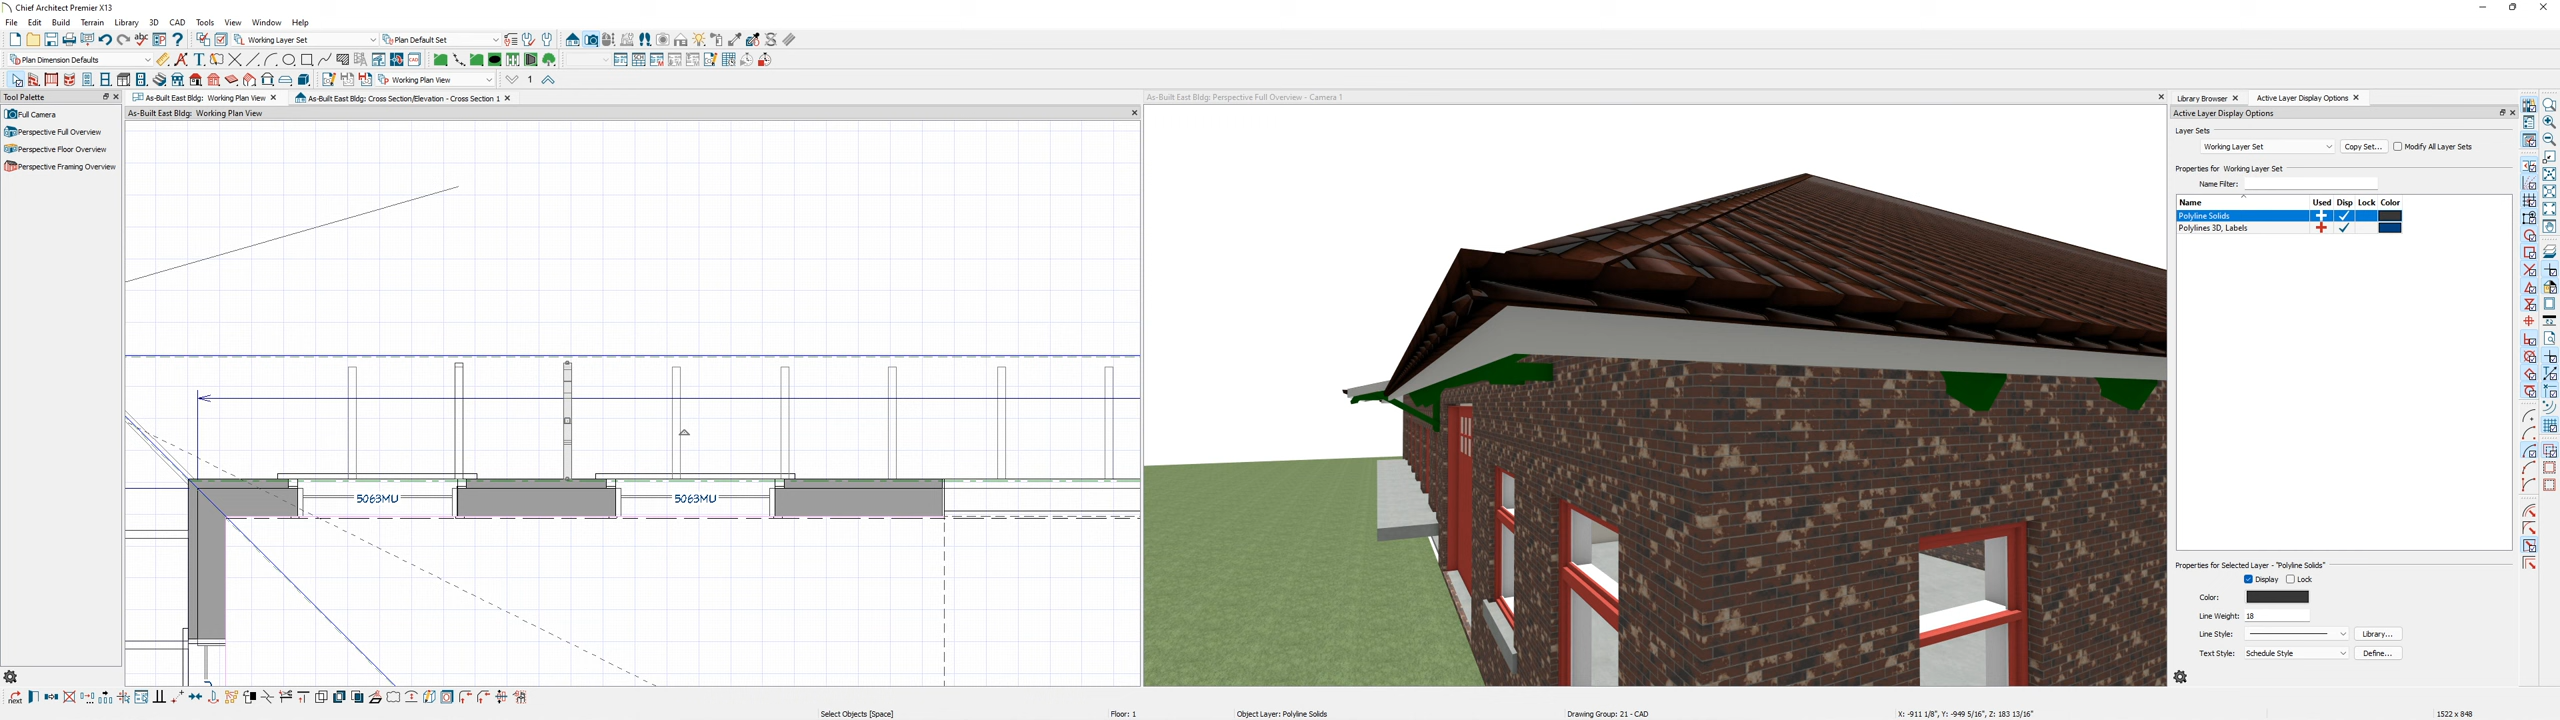 Chief Architect Premier X13
File Edit Build Terrain Library 3D CAD Tools View Window Help
Working Layer Set
Plan Default Set
Plan Dimension Defaults
Working Plan View
1
Tool Palette
Full Camera
Perspective Full Overview
Perspective Floor Overview
Perspective Framing Overview
As-Built East Bldg: Working Plan View
As-Built East Bldg: Cross Section/Elevation - Cross Section 1
As-Built East Bldg: Working Plan View
5063MU
5063MU
As-Built East Bldg: Perspective Full Overview - Camera 1
Library Browser
Active Layer Display Options
Active Layer Display Options
Layer Sets
Working Layer Set
Copy Set...
Modify All Layer Sets
Properties for Working Layer Set
Name Filter:
Name Used Disp Lock Color
Polyline Solids
Polylines 3D, Labels
Properties for Selected Layer - "Polyline Solids"
Display Lock
Color:
Line Weight: 18
Line Style:
Library...
Text Style: Schedule Style
Define...
next
Select Objects [Space]
Floor: 1
Object Layer: Polyline Solids
Drawing Group: 21 - CAD
X: -911 1/8", Y: -949 5/16", Z: 183 13/16"
1522 x 848